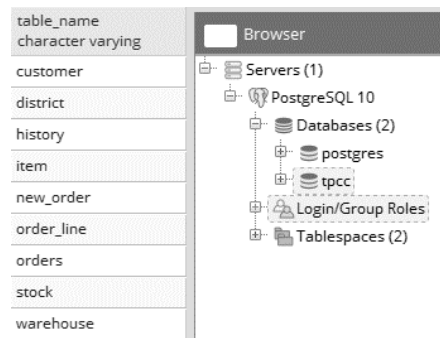 table_name
character varying
customer
district
history
item
new_order
order_line
orders
stock
warehouse
Browser
Servers (1)
PostgreSQL 10
Databases (2)
postgres
tpcc
Login/Group Roles
Tablespaces (2)